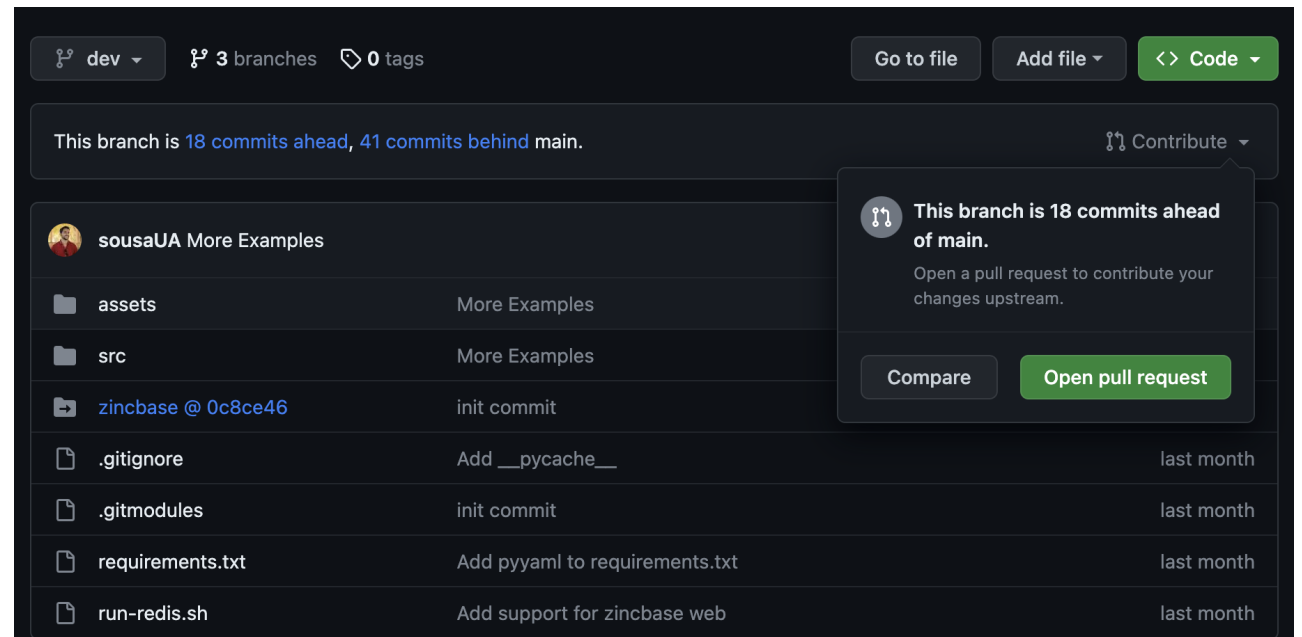 dev 3 branches 0 tags Go to file Add file <> Code
This branch is 18 commits ahead, 41 commits behind main. Contribute
This branch is 18 commits ahead
of main.
Open a pull request to contribute your
changes upstream.
Compare Open pull request
sousaUA More Examples
assets More Examples
src More Examples
zincbase @ 0c8ce46 init commit
.gitignore Add __pycache__ last month
.gitmodules init commit last month
requirements.txt Add pyyaml to requirements.txt last month
run-redis.sh Add support for zincbase web last month